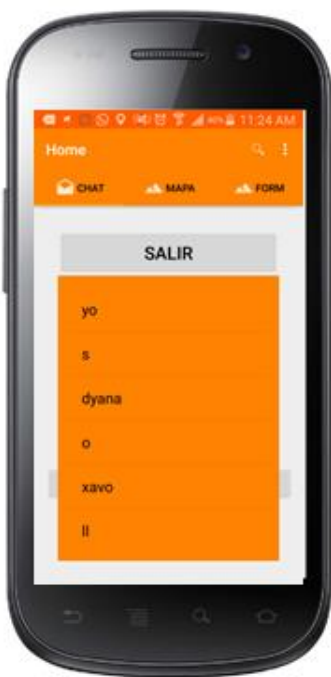 11:24 AM
Home
CHAT MAPA FORM
SALIR
yo
s
dyana
o
xavo
ll